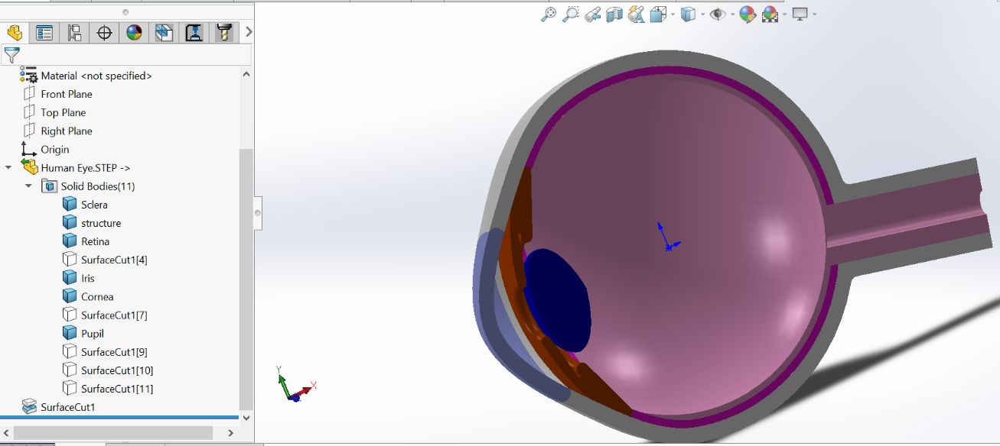 Material <not specified>
Front Plane
Top Plane
Right Plane
Origin
Human Eye.STEP ->
Solid Bodies(11)
Sclera
structure
Retina
SurfaceCut1[4]
Iris
Cornea
SurfaceCut1[7]
Pupil
SurfaceCut1[9]
SurfaceCut1[10]
SurfaceCut1[11]
SurfaceCut1
Y
X